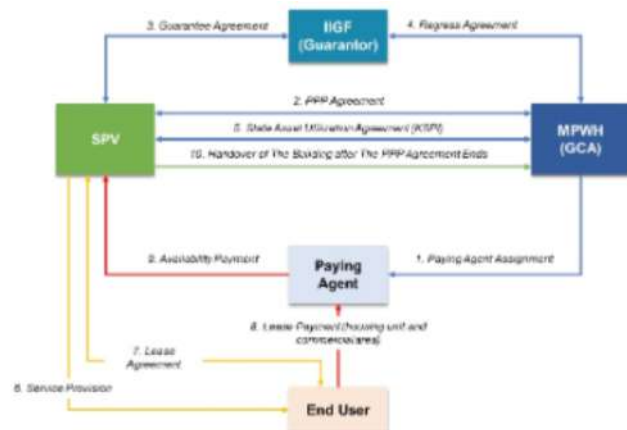 3. Guarantee Agreement
IIGF
(Guarantor)
4. Regress Agreement
2. PPP Agreement
SPV
5. State Asset Utilization Agreement (KSPI)
MPWH
(GCA)
10. Handover of The Building after The PPP Agreement Ends
9. Availability Payment
Paying
Agent
1. Paying Agent Assignment
8. Lease Payment (housing unit and
commercial area)
7. Lease
Agreement
6. Service Provision
End User